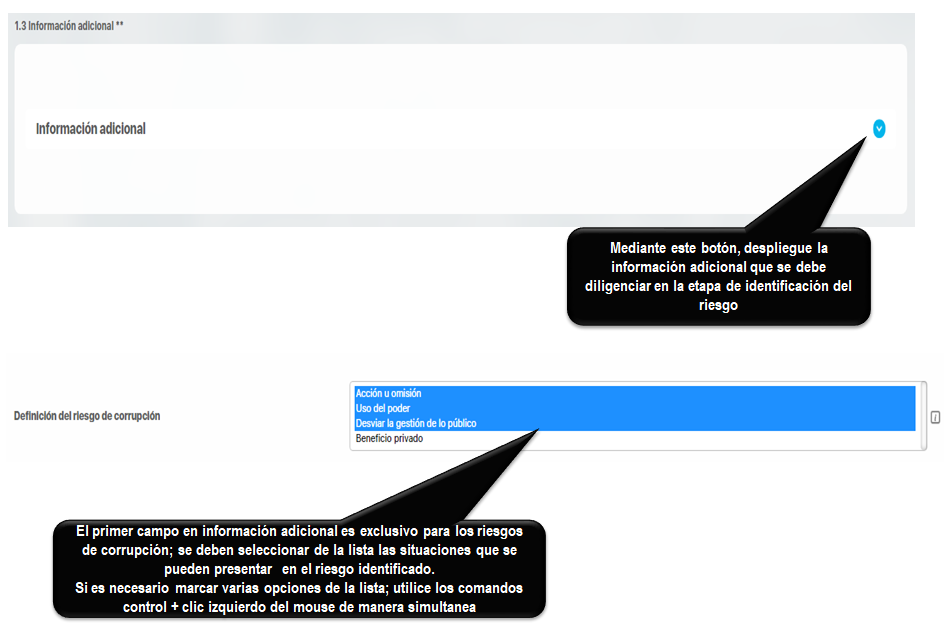 1.3 Información adicional **
Información adicional
Mediante este botón, despliegue la
información adicional que se debe
diligenciar en la etapa de identificación del
riesgo
Definición del riesgo de corrupción
Acción u omisión
Uso del poder
Desviar la gestión de lo público
Beneficio privado
i
El primer campo en información adicional es exclusivo para los riesgos
de corrupción; se deben seleccionar de la lista las situaciones que se
pueden presentar en el riesgo identificado.
Si es necesario marcar varias opciones de la lista; utilice los comandos
control + clic izquierdo del mouse de manera simultanea